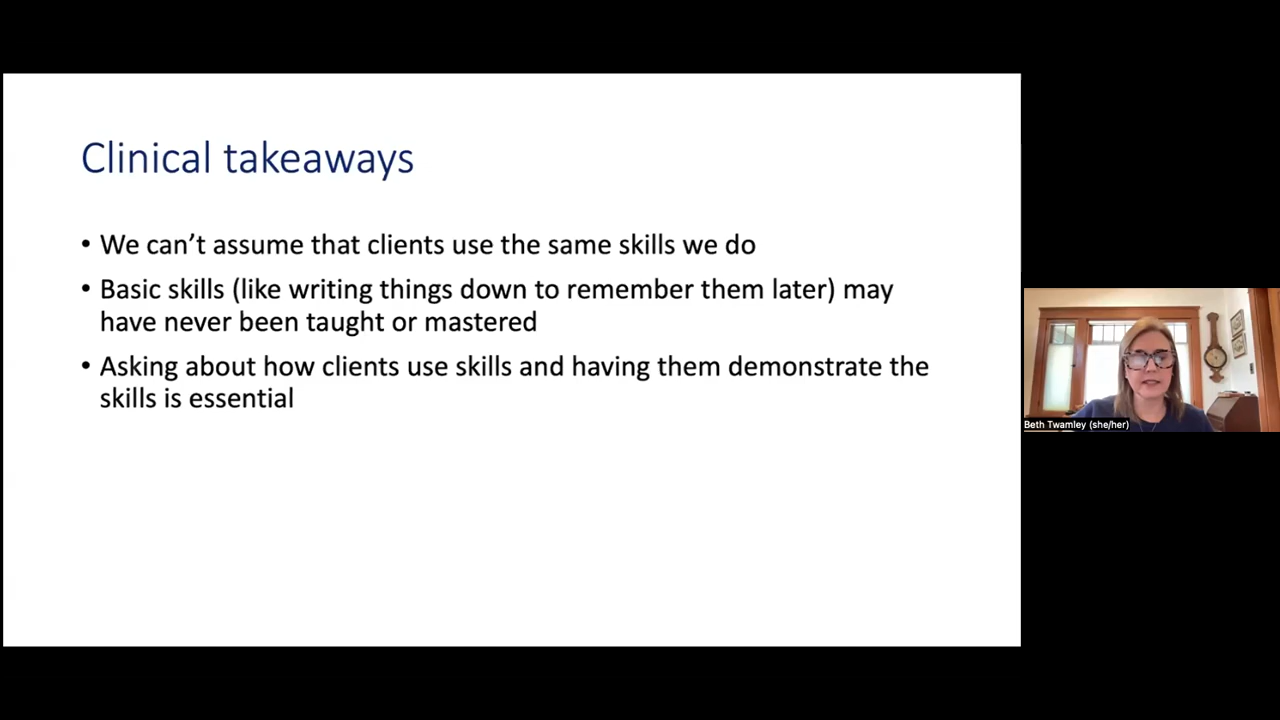 Clinical takeaways
• We can’t assume that clients use the same skills we do
• Basic skills (like writing things down to remember them later) may
have never been taught or mastered
• Asking about how clients use skills and having them demonstrate the
skills is essential
Beth Twamley (she/her)